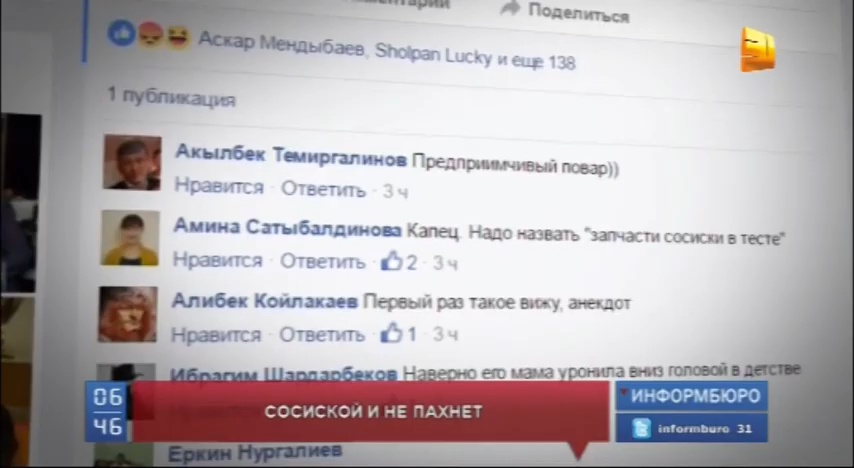 Поделиться
Аскар Мендыбаев, Sholpan Lucky и еще 138
1 публикация
Акылбек Темиргалинов Предприимчивый повар))
Нравится · Ответить · 3 ч
Амина Сатыбалдинова Капец. Надо назвать "запчасти сосиски в тесте"
Нравится · Ответить · 2 · 3 ч
Алибек Койлакаев Первый раз такое вижу, анекдот
Нравится · Ответить · 1 · 3 ч
Ибрагим Шардарбеков Наверно его мама уронила вниз головой в детстве
06
46
СОСИСКОЙ И НЕ ПАХНЕТ
ИНФОРМБЮРО
informburo 31
Еркин Нургалиев
31